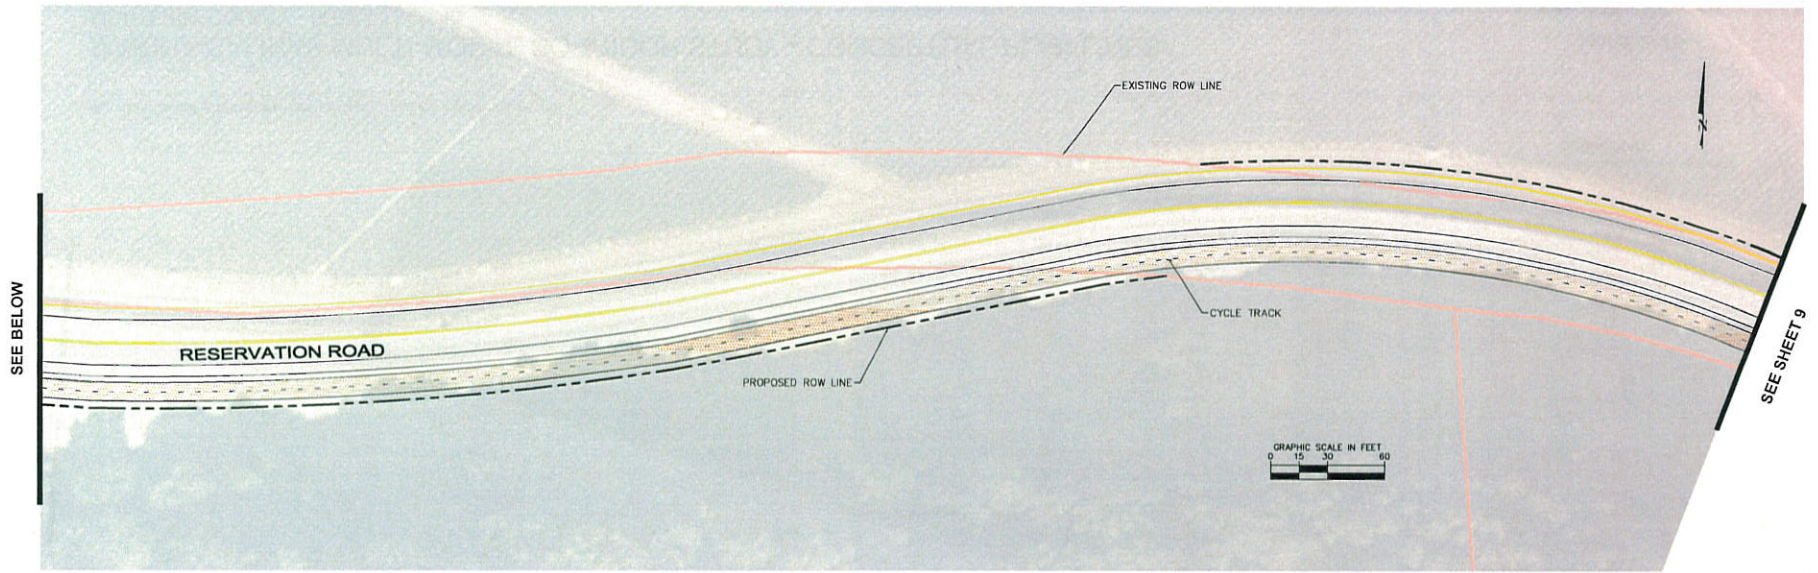 EXISTING ROW LINE
N
SEE BELOW
RESERVATION ROAD
CYCLE TRACK
PROPOSED ROW LINE
SEE SHEET 9
GRAPHIC SCALE IN FEET
0 15 30 60